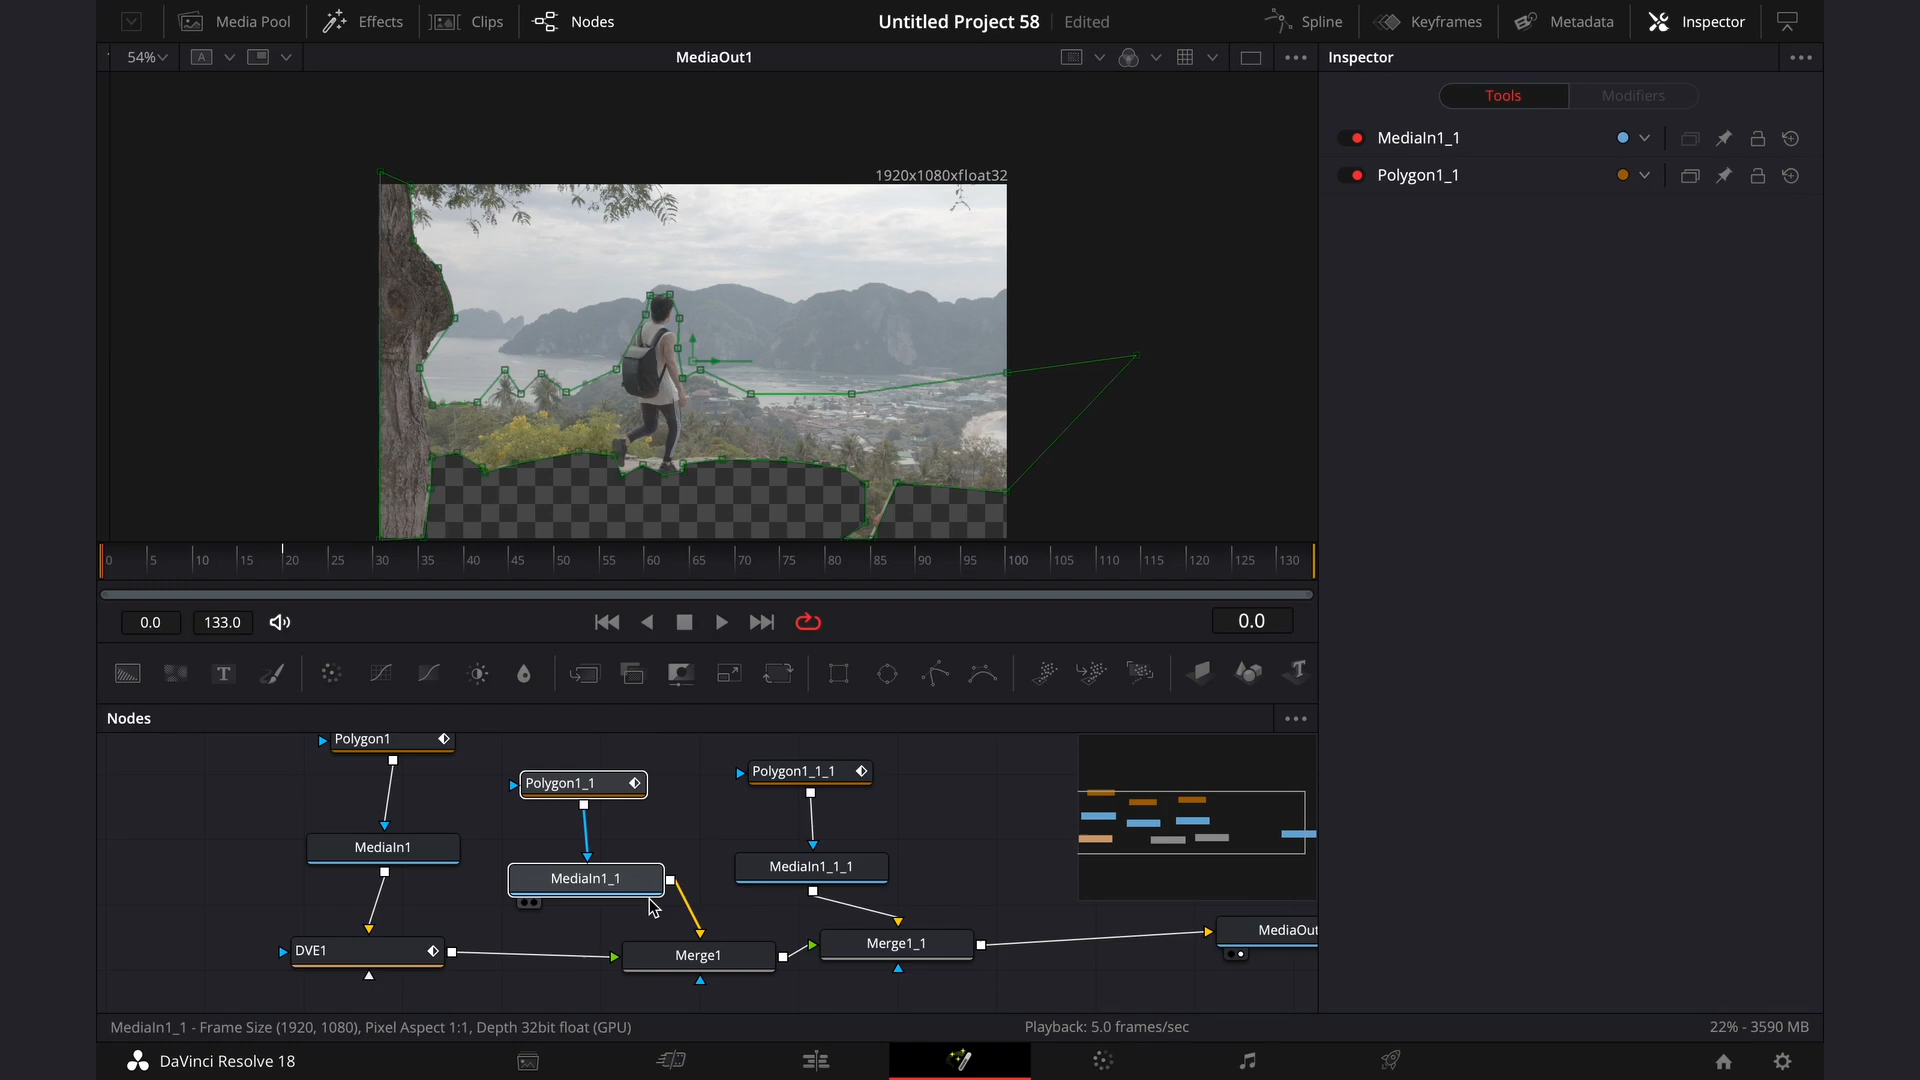 Media Pool
Effects
Clips
Nodes
Untitled Project 58
Edited
Spline
Keyframes
Metadata
Inspector
54%
A
MediaOut1
Inspector
Tools
Modifiers
MediaIn1_1
Polygon1_1
1920x1080xfloat32
0 5 10 15 20 25 30 35 40 45 50 55 60 65 70 75 80 85 90 95 100 105 110 115 120 125 130
0.0
133.0
0.0
T
T
Nodes
Polygon1
Polygon1_1
Polygon1_1_1
MediaIn1
MediaIn1_1
MediaIn1_1_1
DVE1
Merge1
Merge1_1
MediaOut
MediaIn1_1 - Frame Size (1920, 1080), Pixel Aspect 1:1, Depth 32bit float (GPU)
Playback: 5.0 frames/sec
22% - 3590 MB
DaVinci Resolve 18